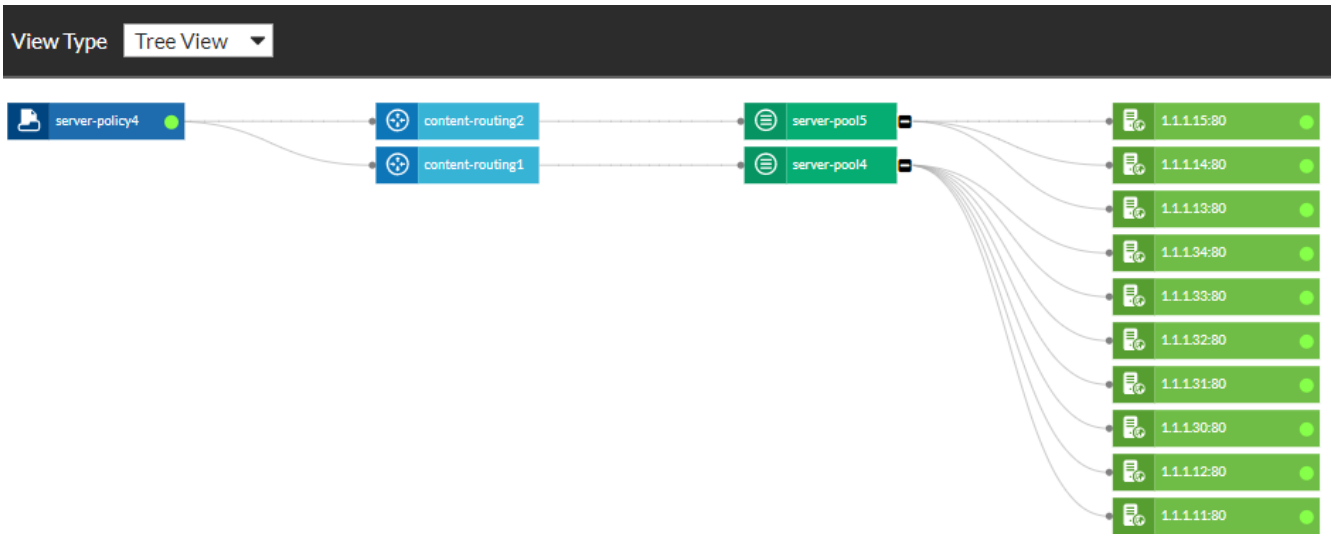 View Type Tree View
server-policy4 content-routing2 server-pool5 1.1.1.15:80
content-routing1 server-pool4 1.1.1.14:80
1.1.1.13:80
1.1.1.34:80
1.1.1.33:80
1.1.1.32:80
1.1.1.31:80
1.1.1.30:80
1.1.1.12:80
1.1.1.11:80